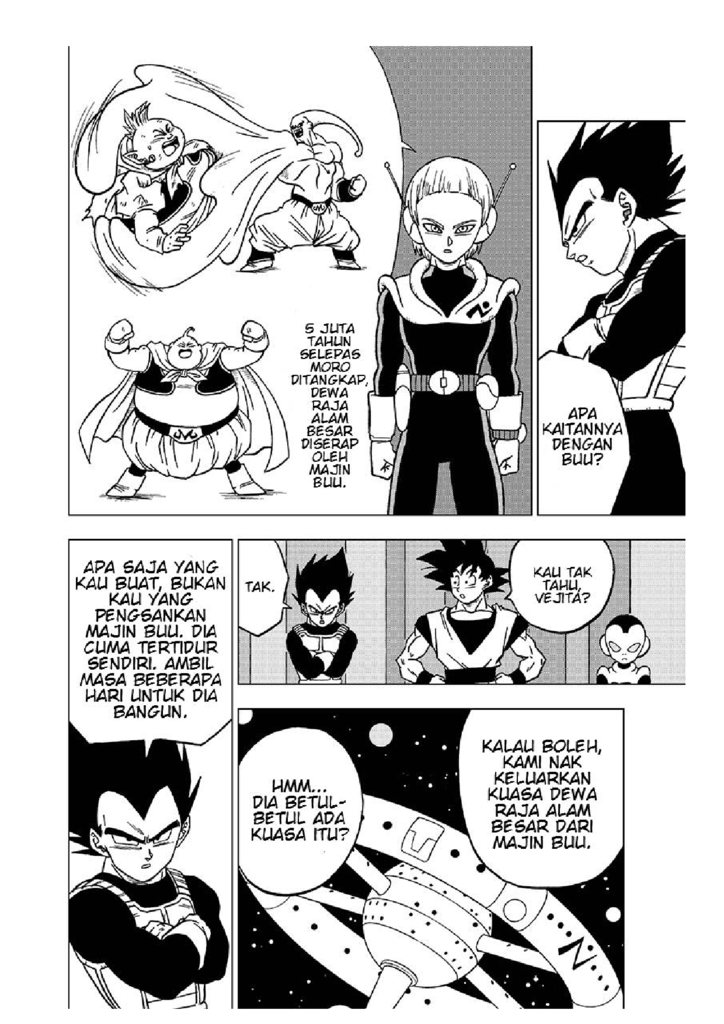 5 JUTA
TAHUN
SELEPAS
MORO
DITANGKAP,
DEWA
RAJA
ALAM
BESAR
DISERAP
OLEH
MAJIN
BUU.
APA
KAITANNYA
DENGAN
BUU?
APA SAJA YANG
KAU BUAT, BUKAN
KAU YANG
PENGSANKAN
MAJIN BUU. DIA
CUMA TERTIDUR
SENDIRI. AMBIL
MASA BEBERAPA
HARI UNTUK DIA
BANGUN.
TAK.
KAU TAK
TAHU,
VEJITA?
HMM...
DIA BETUL-
BETUL ADA
KUASA ITU?
KALAU BOLEH,
KAMI NAK
KELUARKAN
KUASA DEWA
RAJA ALAM
BESAR DARI
MAJIN BUU.